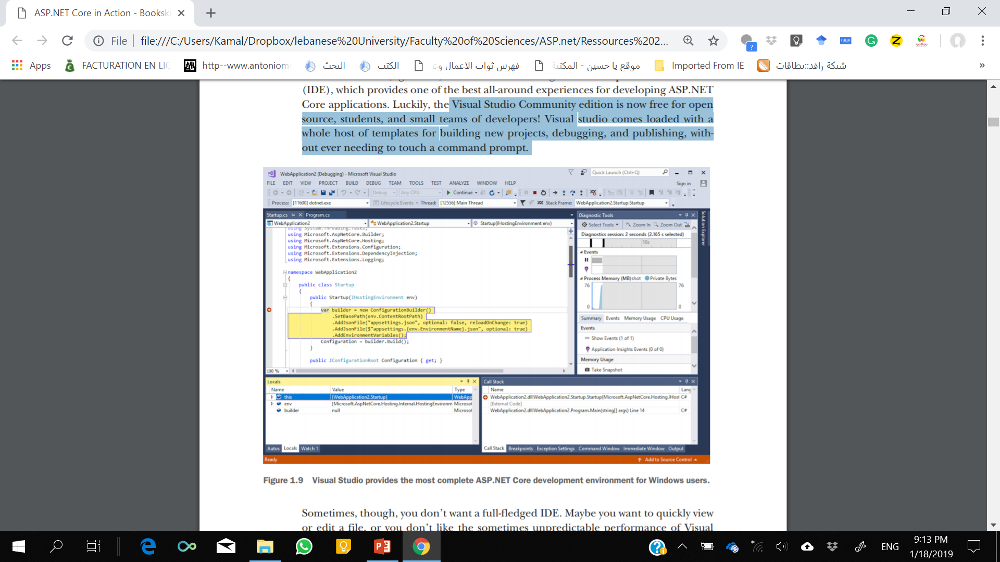 ASP.NET Core in Action - Booksk
File
file:///C:/Users/Kamal/Dropbox/lebanese%20University/Faculty%20of%20Sciences/ASP.net/Ressources%202...
Apps
FACTURATION EN LIG
http--www.antoniom
البحث
الكتب
فهرس ثواب الاعمال وع
موقع يا حسين - المكتبة
Imported From IE
شبكة رافد::بطاقات
»
(IDE), which provides one of the best all-around experiences for developing ASP.NET
Core applications. Luckily, the Visual Studio Community edition is now free for open
source, students, and small teams of developers! Visual studio comes loaded with a
whole host of templates for building new projects, debugging, and publishing, with-
out ever needing to touch a command prompt.
WebApplication2 (Debugging) - Microsoft Visual Studio
Quick Launch (Ctrl+Q)
FILE EDIT VIEW PROJECT BUILD DEBUG TEAM TOOLS TEST ANALYZE WINDOW HELP
Sign in
Debug Any CPU Continue
Process: [11600] dotnet.exe Lifecycle Events Thread: [12556] Main Thread Stack Frame: WebApplication2.Startup.Startup
Startup.cs Program.cs
WebApplication2 WebApplication2.Startup Startup(IHostingEnvironment env)
using System.Threading.Tasks;
using Microsoft.AspNetCore.Builder;
using Microsoft.AspNetCore.Hosting;
using Microsoft.Extensions.Configuration;
using Microsoft.Extensions.DependencyInjection;
using Microsoft.Extensions.Logging;
namespace WebApplication2
{
public class Startup
{
public Startup(IHostingEnvironment env)
{
var builder = new ConfigurationBuilder()
.SetBasePath(env.ContentRootPath)
.AddJsonFile("appsettings.json", optional: false, reloadOnChange: true)
.AddJsonFile($"appsettings.{env.EnvironmentName}.json", optional: true)
.AddEnvironmentVariables();
Configuration = builder.Build();
}
public IConfigurationRoot Configuration { get; }
100 %
Diagnostic Tools
Select Tools Zoom In Zoom Out
Diagnostics session: 2 seconds (2.165 s selected)
10s
Events
Process Memory (MB) shot Private Bytes
76 76
0 0
Summary Events Memory Usage CPU Usage
Events
Show Events (1 of 1)
Application Insights Events (0 of 0)
Memory Usage
Take Snapshot
Solution Explorer
Locals
Name Value Type
this {WebApplication2.Startup} WebApp
env {Microsoft.AspNetCore.Hosting.Internal.HostingEnvironm Microsof
builder null Microsof
Autos Locals Watch 1
Call Stack
Name Lang
WebApplication2.dll!WebApplication2.Startup.Startup(Microsoft.AspNetCore.Hosting.IHost C#
[External Code]
WebApplication2.dll!WebApplication2.Program.Main(string[] args) Line 14 C#
Call Stack Breakpoints Exception Settings Command Window Immediate Window Output
Ready
Add to Source Control
Figure 1.9 Visual Studio provides the most complete ASP.NET Core development environment for Windows users.
Sometimes, though, you don't want a full-fledged IDE. Maybe you want to quickly view
or edit a file, or you don't like the sometimes unpredictable performance of Visual
ENG
9:13 PM
1/18/2019